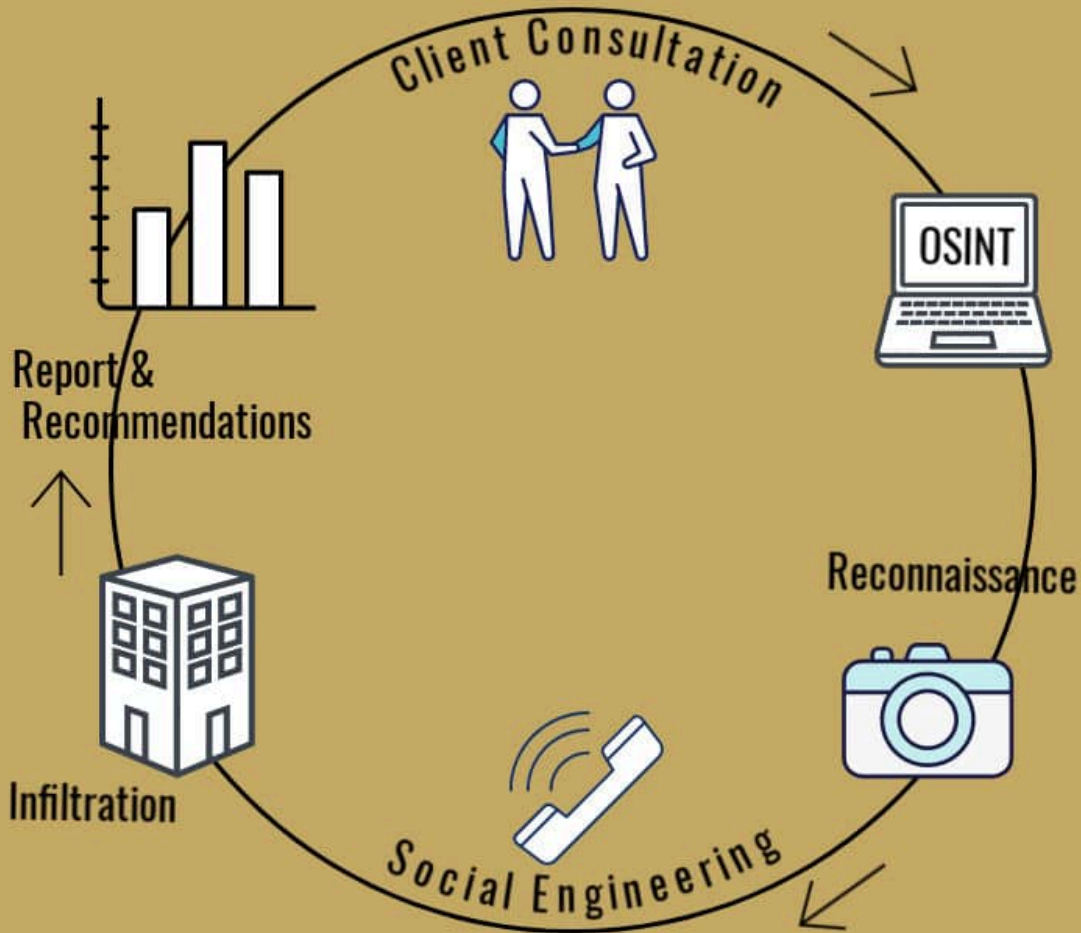 Client Consultation
OSINT
Report &
Recommendations
Reconnaissance
Infiltration
Social Engineering